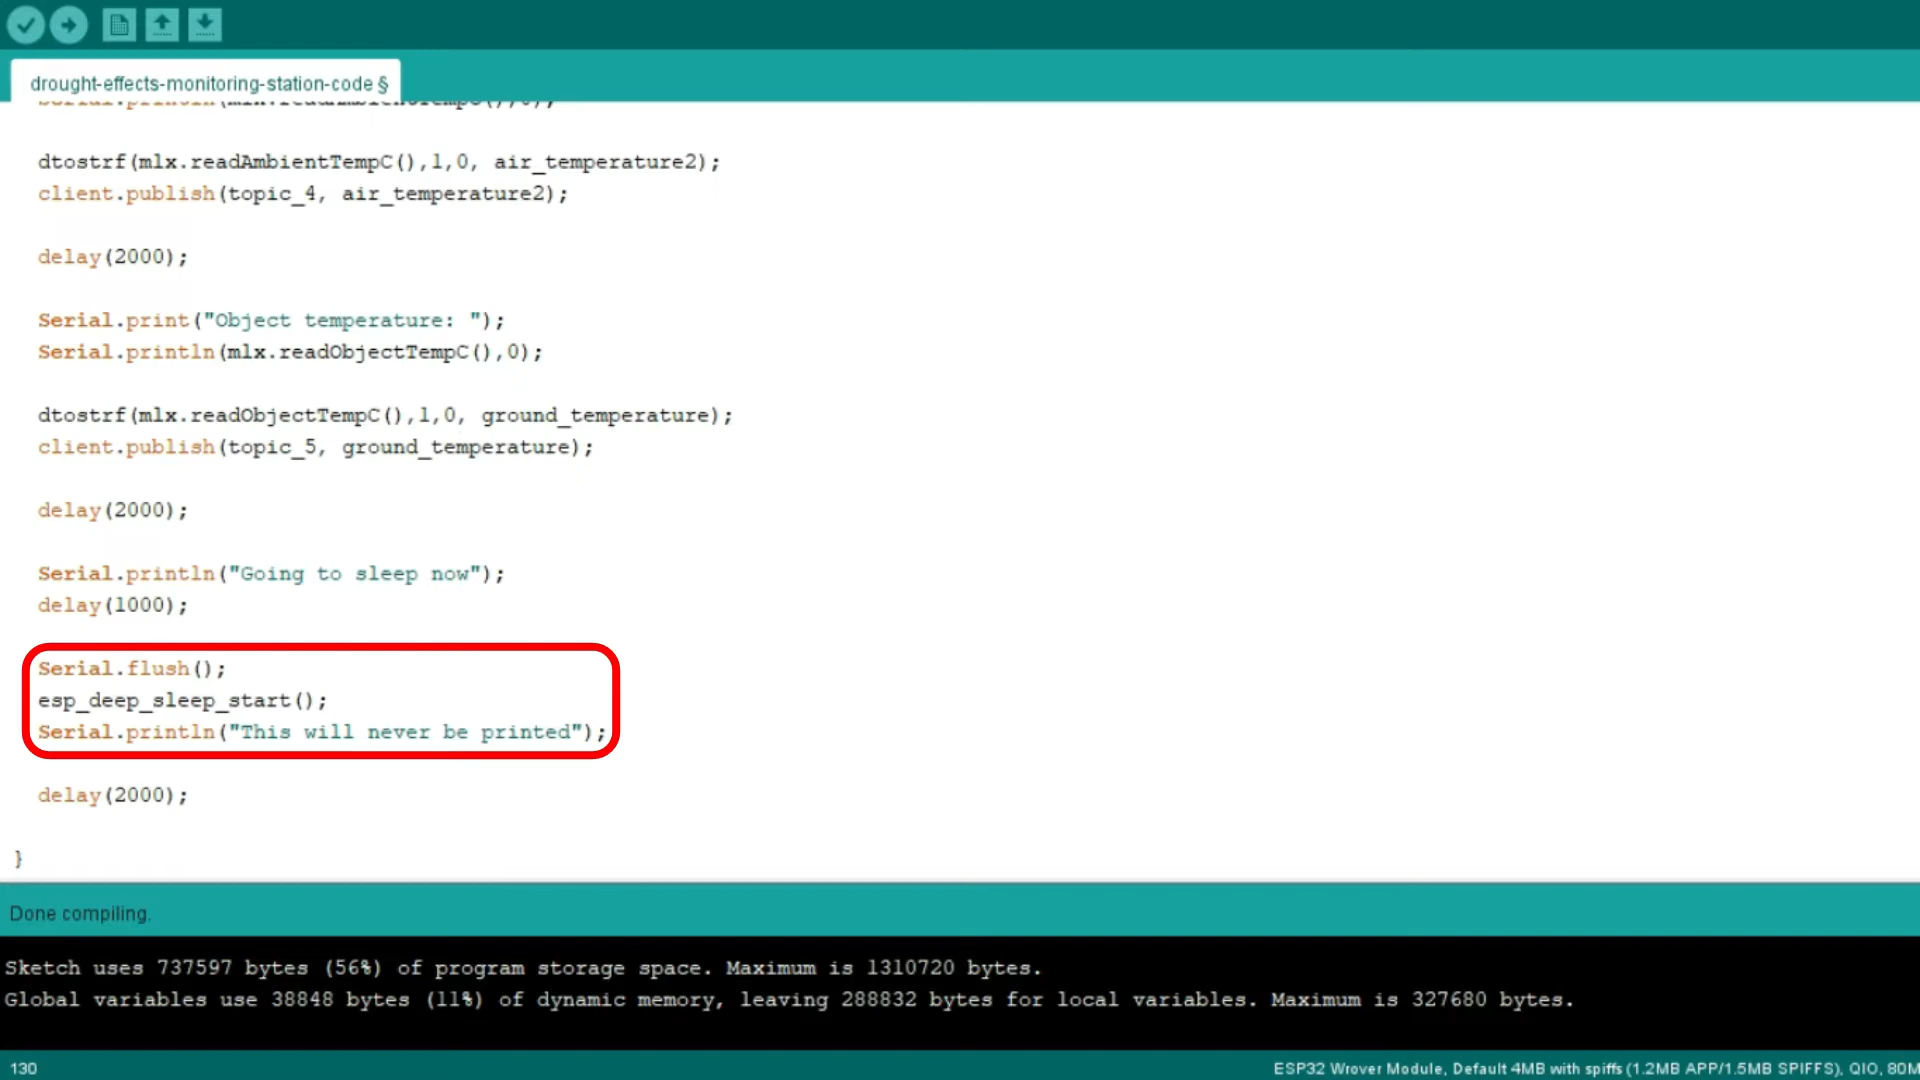 drought-effects-monitoring-station-code §
Serial.println(mlx.readAmbientTempC(),0);
dtostrf(mlx.readAmbientTempC(),1,0, air_temperature2);
client.publish(topic_4, air_temperature2);
delay(2000);
Serial.print("Object temperature: ");
Serial.println(mlx.readObjectTempC(),0);
dtostrf(mlx.readObjectTempC(),1,0, ground_temperature);
client.publish(topic_5, ground_temperature);
delay(2000);
Serial.println("Going to sleep now");
delay(1000);
Serial.flush();
esp_deep_sleep_start();
Serial.println("This will never be printed");
delay(2000);
}
Done compiling.
Sketch uses 737597 bytes (56%) of program storage space. Maximum is 1310720 bytes.
Global variables use 38848 bytes (11%) of dynamic memory, leaving 288832 bytes for local variables. Maximum is 327680 bytes.
130
ESP32 Wrover Module, Default 4MB with spiffs (1.2MB APP/1.5MB SPIFFS), QIO, 80M